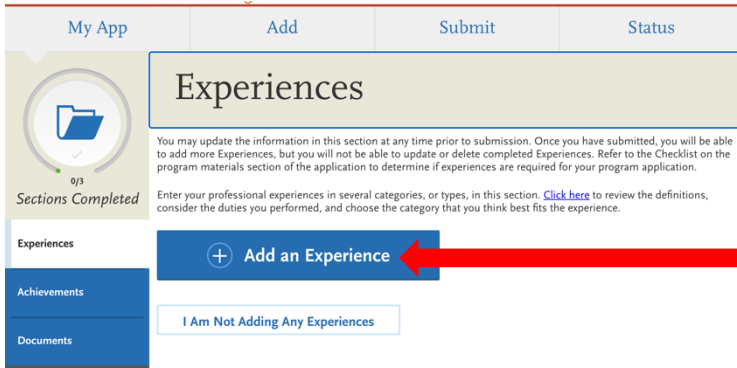 My App
Add
Submit
Status
Experiences
0/3
Sections Completed
You may update the information in this section at any time prior to submission. Once you have submitted, you will be able
to add more Experiences, but you will not be able to update or delete completed Experiences. Refer to the Checklist on the
program materials section of the application to determine if experiences are required for your program application.
Enter your professional experiences in several categories, or types, in this section. Click here to review the definitions,
consider the duties you performed, and choose the category that you think best fits the experience.
Experiences
Achievements
Documents
Add an Experience
I Am Not Adding Any Experiences